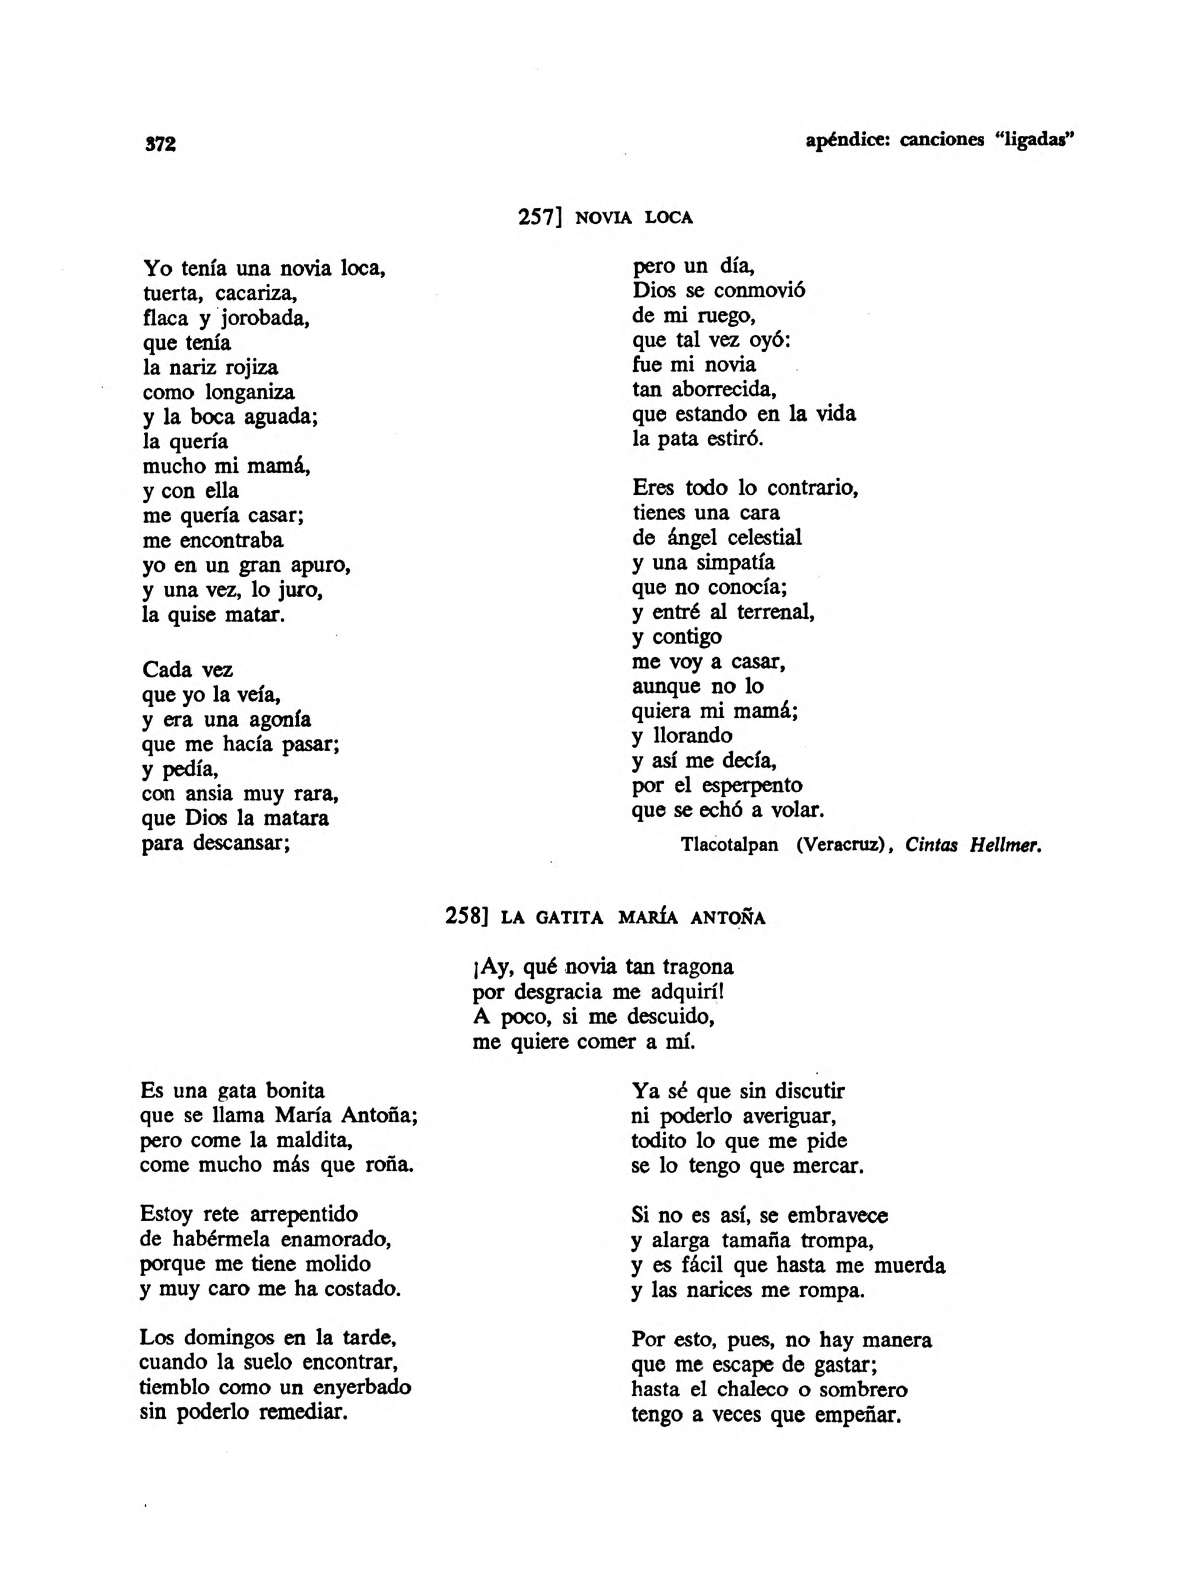 372
apéndice: canciones “ligadas”
257] NOVIA LOCA
Yo tenía una novia loca,
tuerta, cacariza,
flaca y jorobada,
que tenía
la nariz rojiza
como longaniza
y la boca aguada;
la quería
mucho mi mamá,
y con ella
me quería casar;
me encontraba
yo en un gran apuro,
y una vez, lo juro,
la quise matar.
Cada vez
que yo la veía,
y era una agonía
que me hacía pasar;
y pedía,
con ansia muy rara,
que Dios la matara
para descansar;
pero un día,
Dios se conmovió
de mi ruego,
que tal vez oyó:
fue mi novia
tan aborrecida,
que estando en la vida
la pata estiró.
Eres todo lo contrario,
tienes una cara
de ángel celestial
y una simpatía
que no conocía;
y entré al terrenal,
y contigo
me voy a casar,
aunque no lo
quiera mi mamá;
y llorando
y así me decía,
por el esperpento
que se echó a volar.
Tlacotalpan (Veracruz), Cintas Hellmer.
258] LA GATITA MARÍA ANTOÑA
¡Ay, qué novia tan tragona
por desgracia me adquirí!
A poco, si me descuido,
me quiere comer a mí.
Es una gata bonita
que se llama María Antoña;
pero come la maldita,
come mucho más que roña.
Estoy rete arrepentido
de habérmela enamorado,
porque me tiene molido
y muy caro me ha costado.
Los domingos en la tarde,
cuando la suelo encontrar,
tiemblo como un enyerbado
sin poderlo remediar.
Ya sé que sin discutir
ni poderlo averiguar,
todito lo que me pide
se lo tengo que mercar.
Si no es así, se embravece
y alarga tamaña trompa,
y es fácil que hasta me muerda
y las narices me rompa.
Por esto, pues, no hay manera
que me escape de gastar;
hasta el chaleco o sombrero
tengo a veces que empeñar.